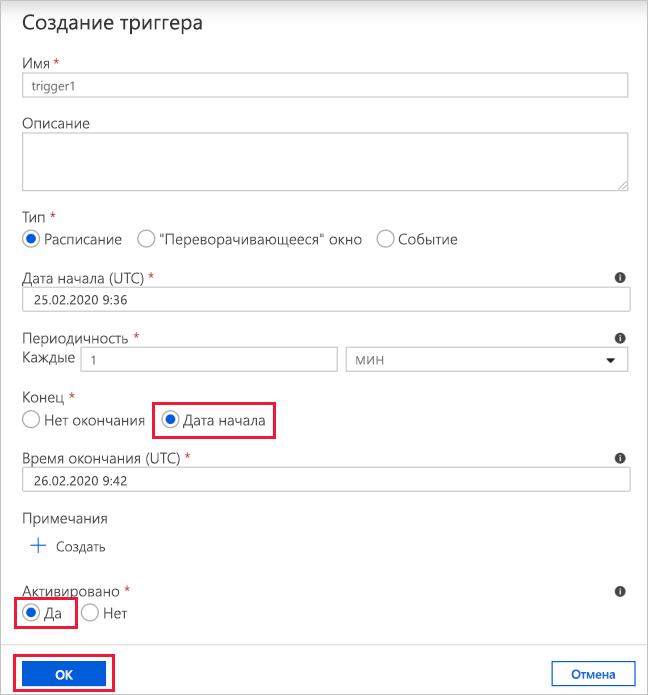 Создание триггера
Имя *
trigger1
Описание
Тип *
Расписание "Переворачивающееся" окно Событие
Дата начала (UTC) *
25.02.2020 9:36
Периодичность *
Каждые 1 мин
Конец *
Нет окончания Дата начала
Время окончания (UTC) *
26.02.2020 9:42
Примечания
+ Создать
Активировано *
Да Нет
ОК Отмена